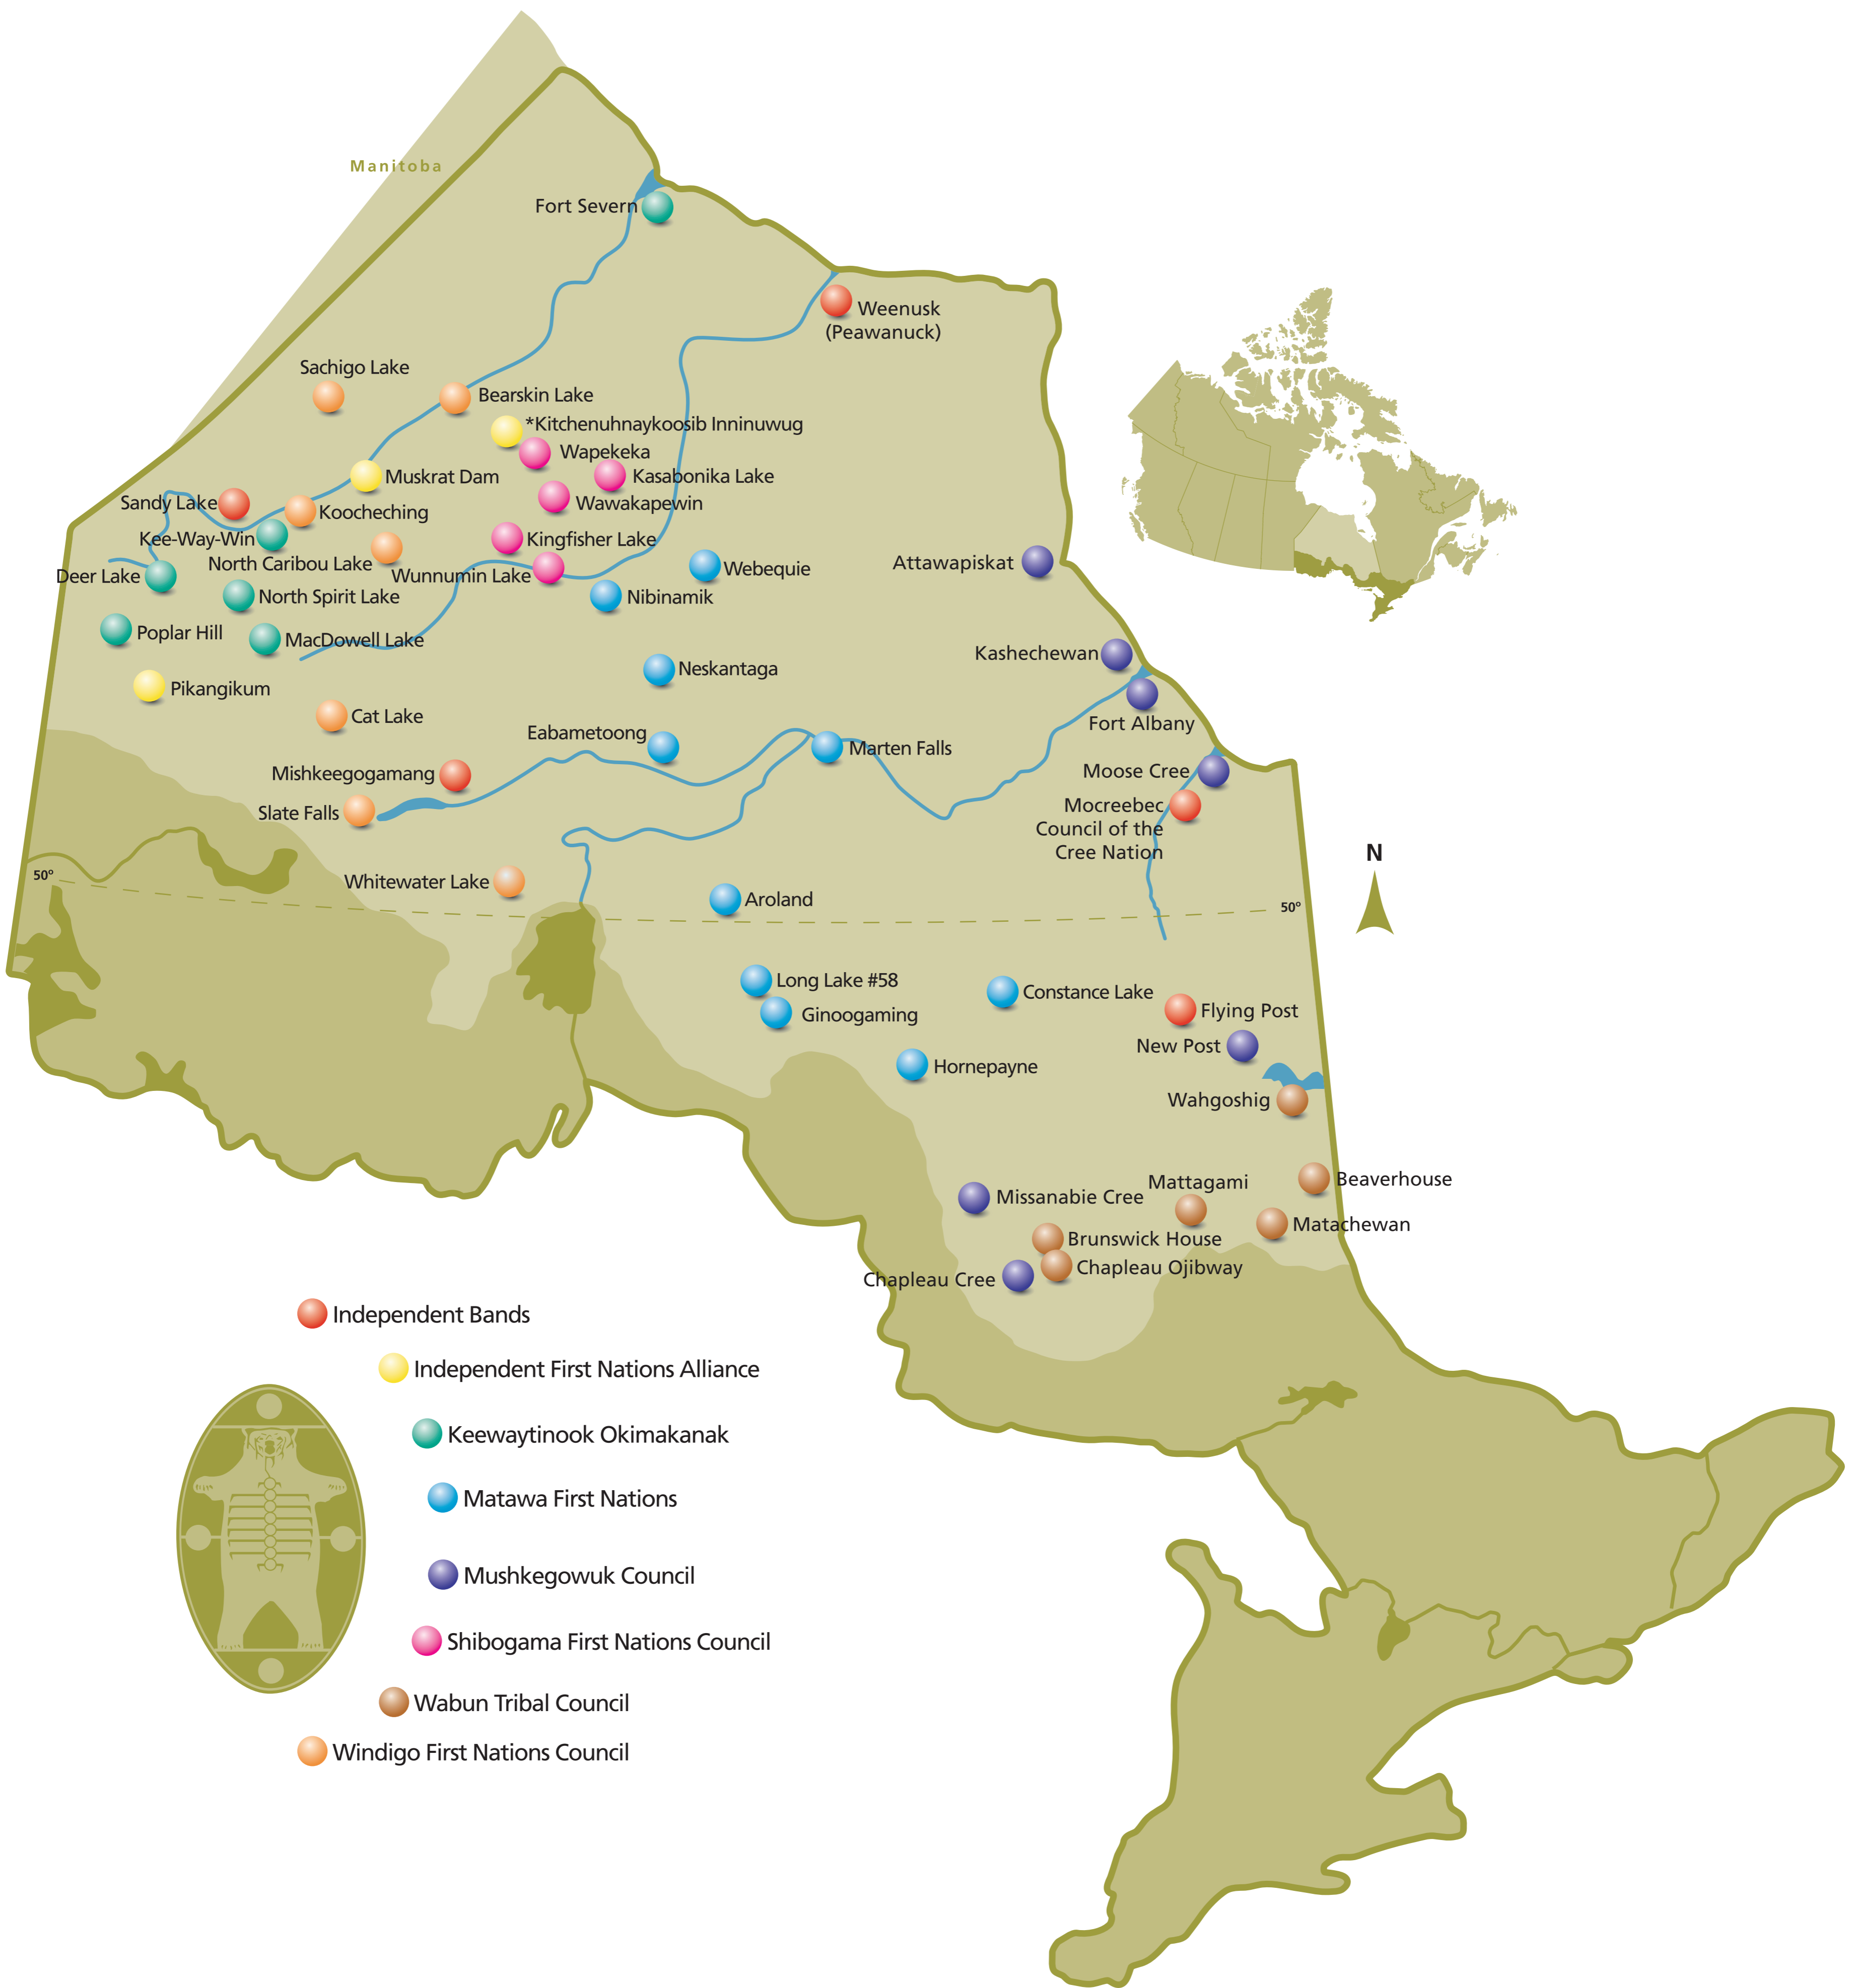 Manitoba
Fort Severn
Weenusk
(Peawanuck)
Sachigo Lake
Bearskin Lake
*Kitchenuhnaykoosib Inninuwug
Wapekeka
Muskrat Dam
Kasabonika Lake
Sandy Lake
Wawakapewin
Koocheching
Kee-Way-Win
Kingfisher Lake
North Caribou Lake
Attawapiskat
Deer Lake
Wunnumin Lake
Webequie
North Spirit Lake
Nibinamik
Poplar Hill
MacDowell Lake
Kashechewan
Neskantaga
Pikangikum
Cat Lake
Fort Albany
Eabametoong
Marten Falls
Mishkeegogamang
Moose Cree
Slate Falls
Mocreebec
Council of the
Cree Nation
N
50º
Whitewater Lake
Aroland
50º
Long Lake #58
Constance Lake
Ginoogaming
Flying Post
New Post
Hornepayne
Wahgoshig
Beaverhouse
Mattagami
Missanabie Cree
Matachewan
Brunswick House
Chapleau Ojibway
Chapleau Cree
Independent Bands
Independent First Nations Alliance
Keewaytinook Okimakanak
Matawa First Nations
Mushkegowuk Council
Shibogama First Nations Council
Wabun Tribal Council
Windigo First Nations Council